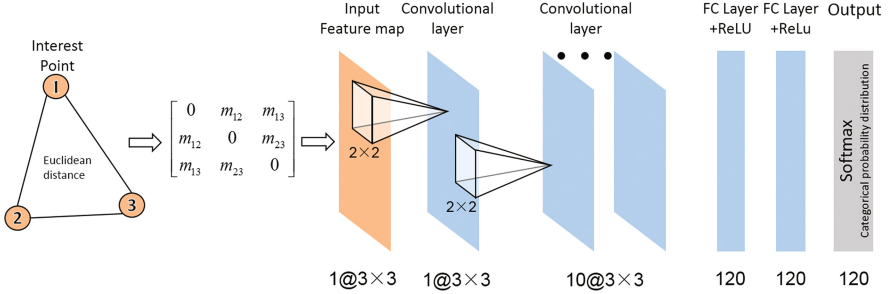 Interest
Point
1
2
3
Euclidean
distance
0 m12 m13
m12 0 m23
m13 m23 0
Input
Feature map
2×2
1@3×3
Convolutional
layer
2×2
1@3×3
Convolutional
layer
10@3×3
FC Layer
+ReLU
120
FC Layer
+ReLu
120
Output
Softmax
Categorical probability distribution
120